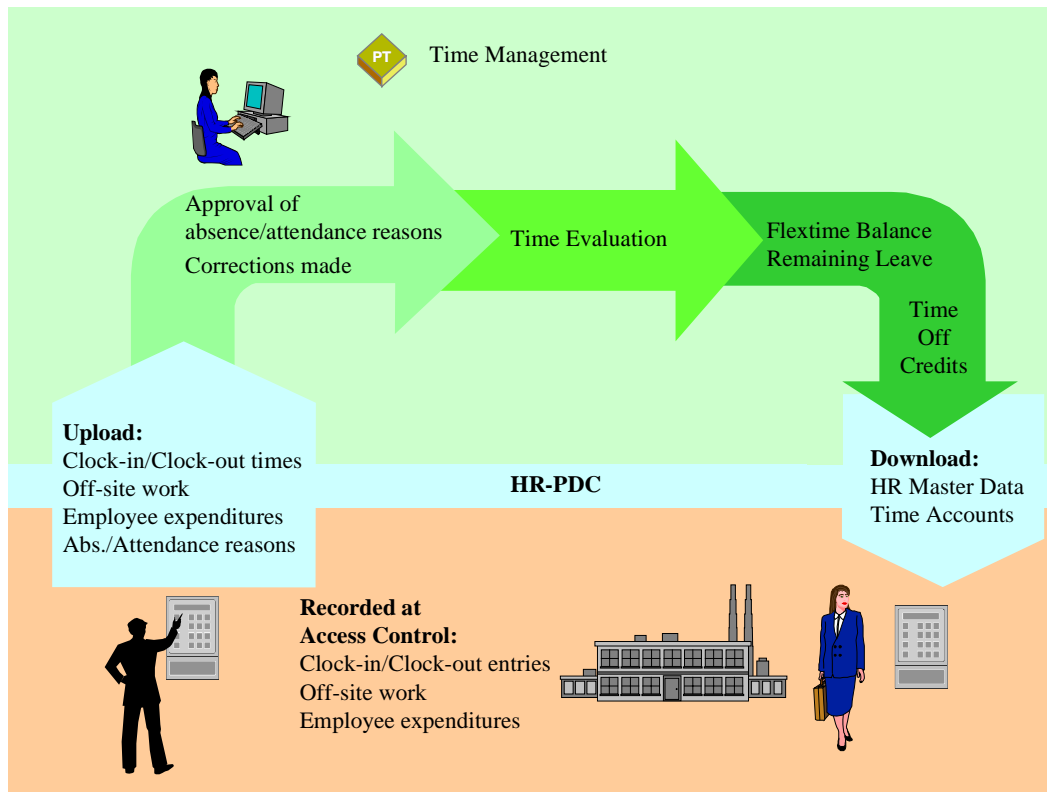 PT
Time Management
Approval of
absence/attendance reasons
Corrections made
Time Evaluation
Flextime Balance
Remaining Leave
Time
Off
Credits
Upload:
Clock-in/Clock-out times
Off-site work
Employee expenditures
Abs./Attendance reasons
HR-PDC
Download:
HR Master Data
Time Accounts
Recorded at
Access Control:
Clock-in/Clock-out entries
Off-site work
Employee expenditures